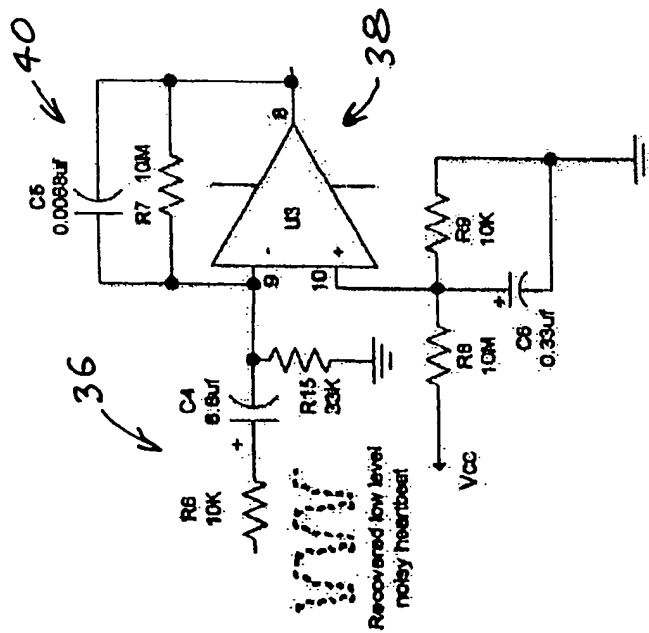 40
C5
0.0068uf
R7 10M
8
38
U3
-
+
9
10
36
C4
6.8uf
+
R15
33K
R6
10K
R9
10K
+
C6
0.33uf
R8
10M
Vcc
Recovered low level
noisy heartbeat